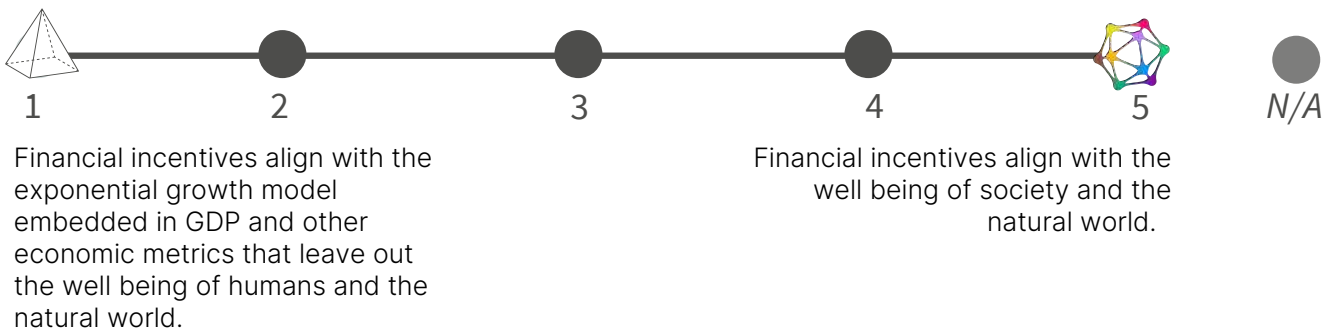 1
2
3
4
5
N/A
Financial incentives align with the
exponential growth model
embedded in GDP and other
economic metrics that leave out
the well being of humans and the
natural world.
Financial incentives align with the
well being of society and the
natural world.